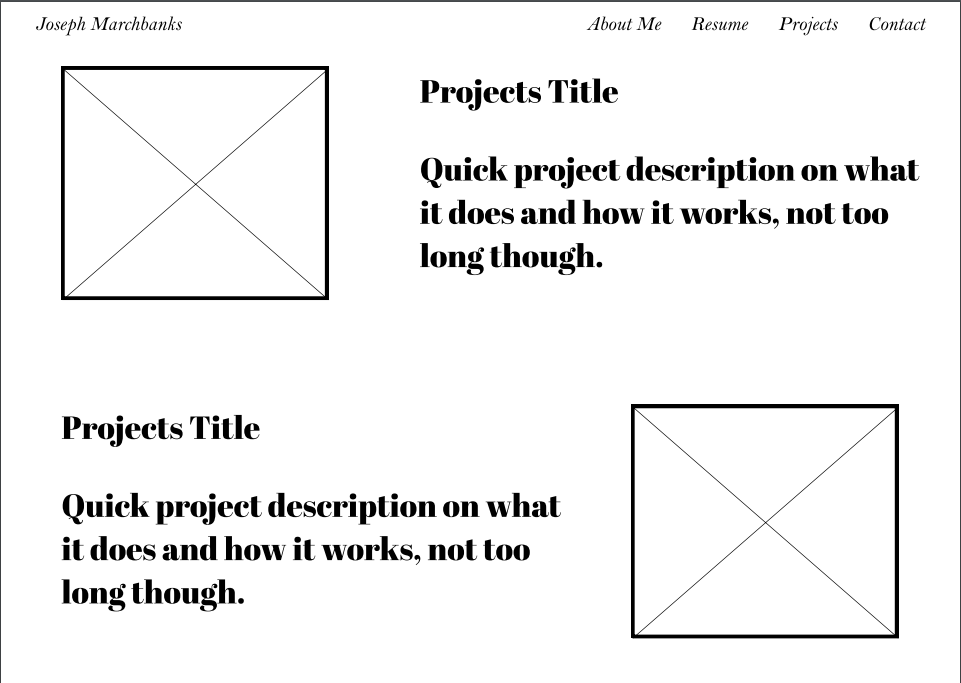 Joseph Marchbanks
About Me Resume Projects Contact
Projects Title
Quick project description on what
it does and how it works, not too
long though.
Projects Title
Quick project description on what
it does and how it works, not too
long though.